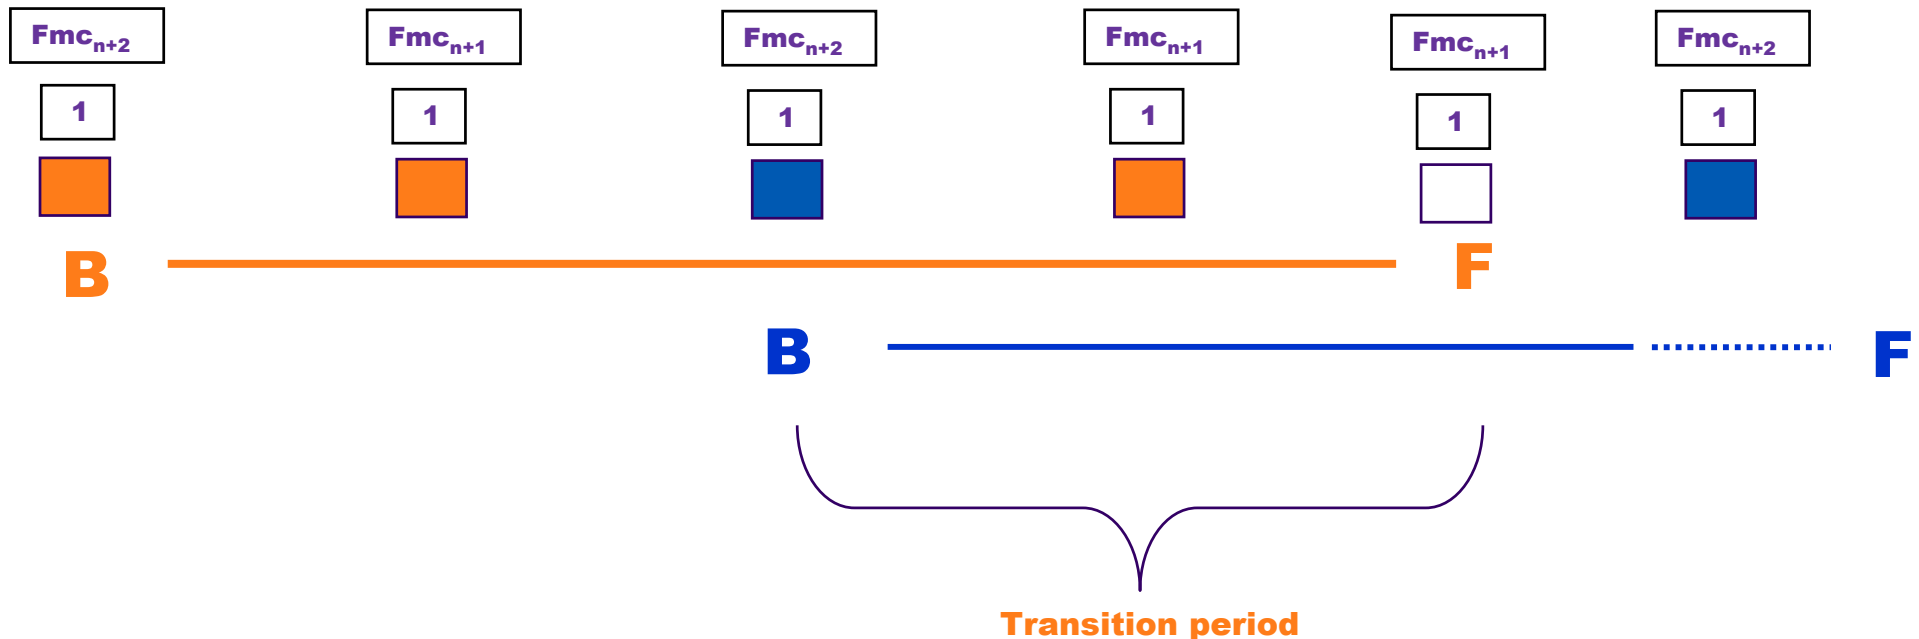 Fmcn+2 Fmcn+1 Fmcn+2 Fmcn+1 Fmcn+1 Fmcn+2
1 1 1 1 1 1
B F
B F
Transition period